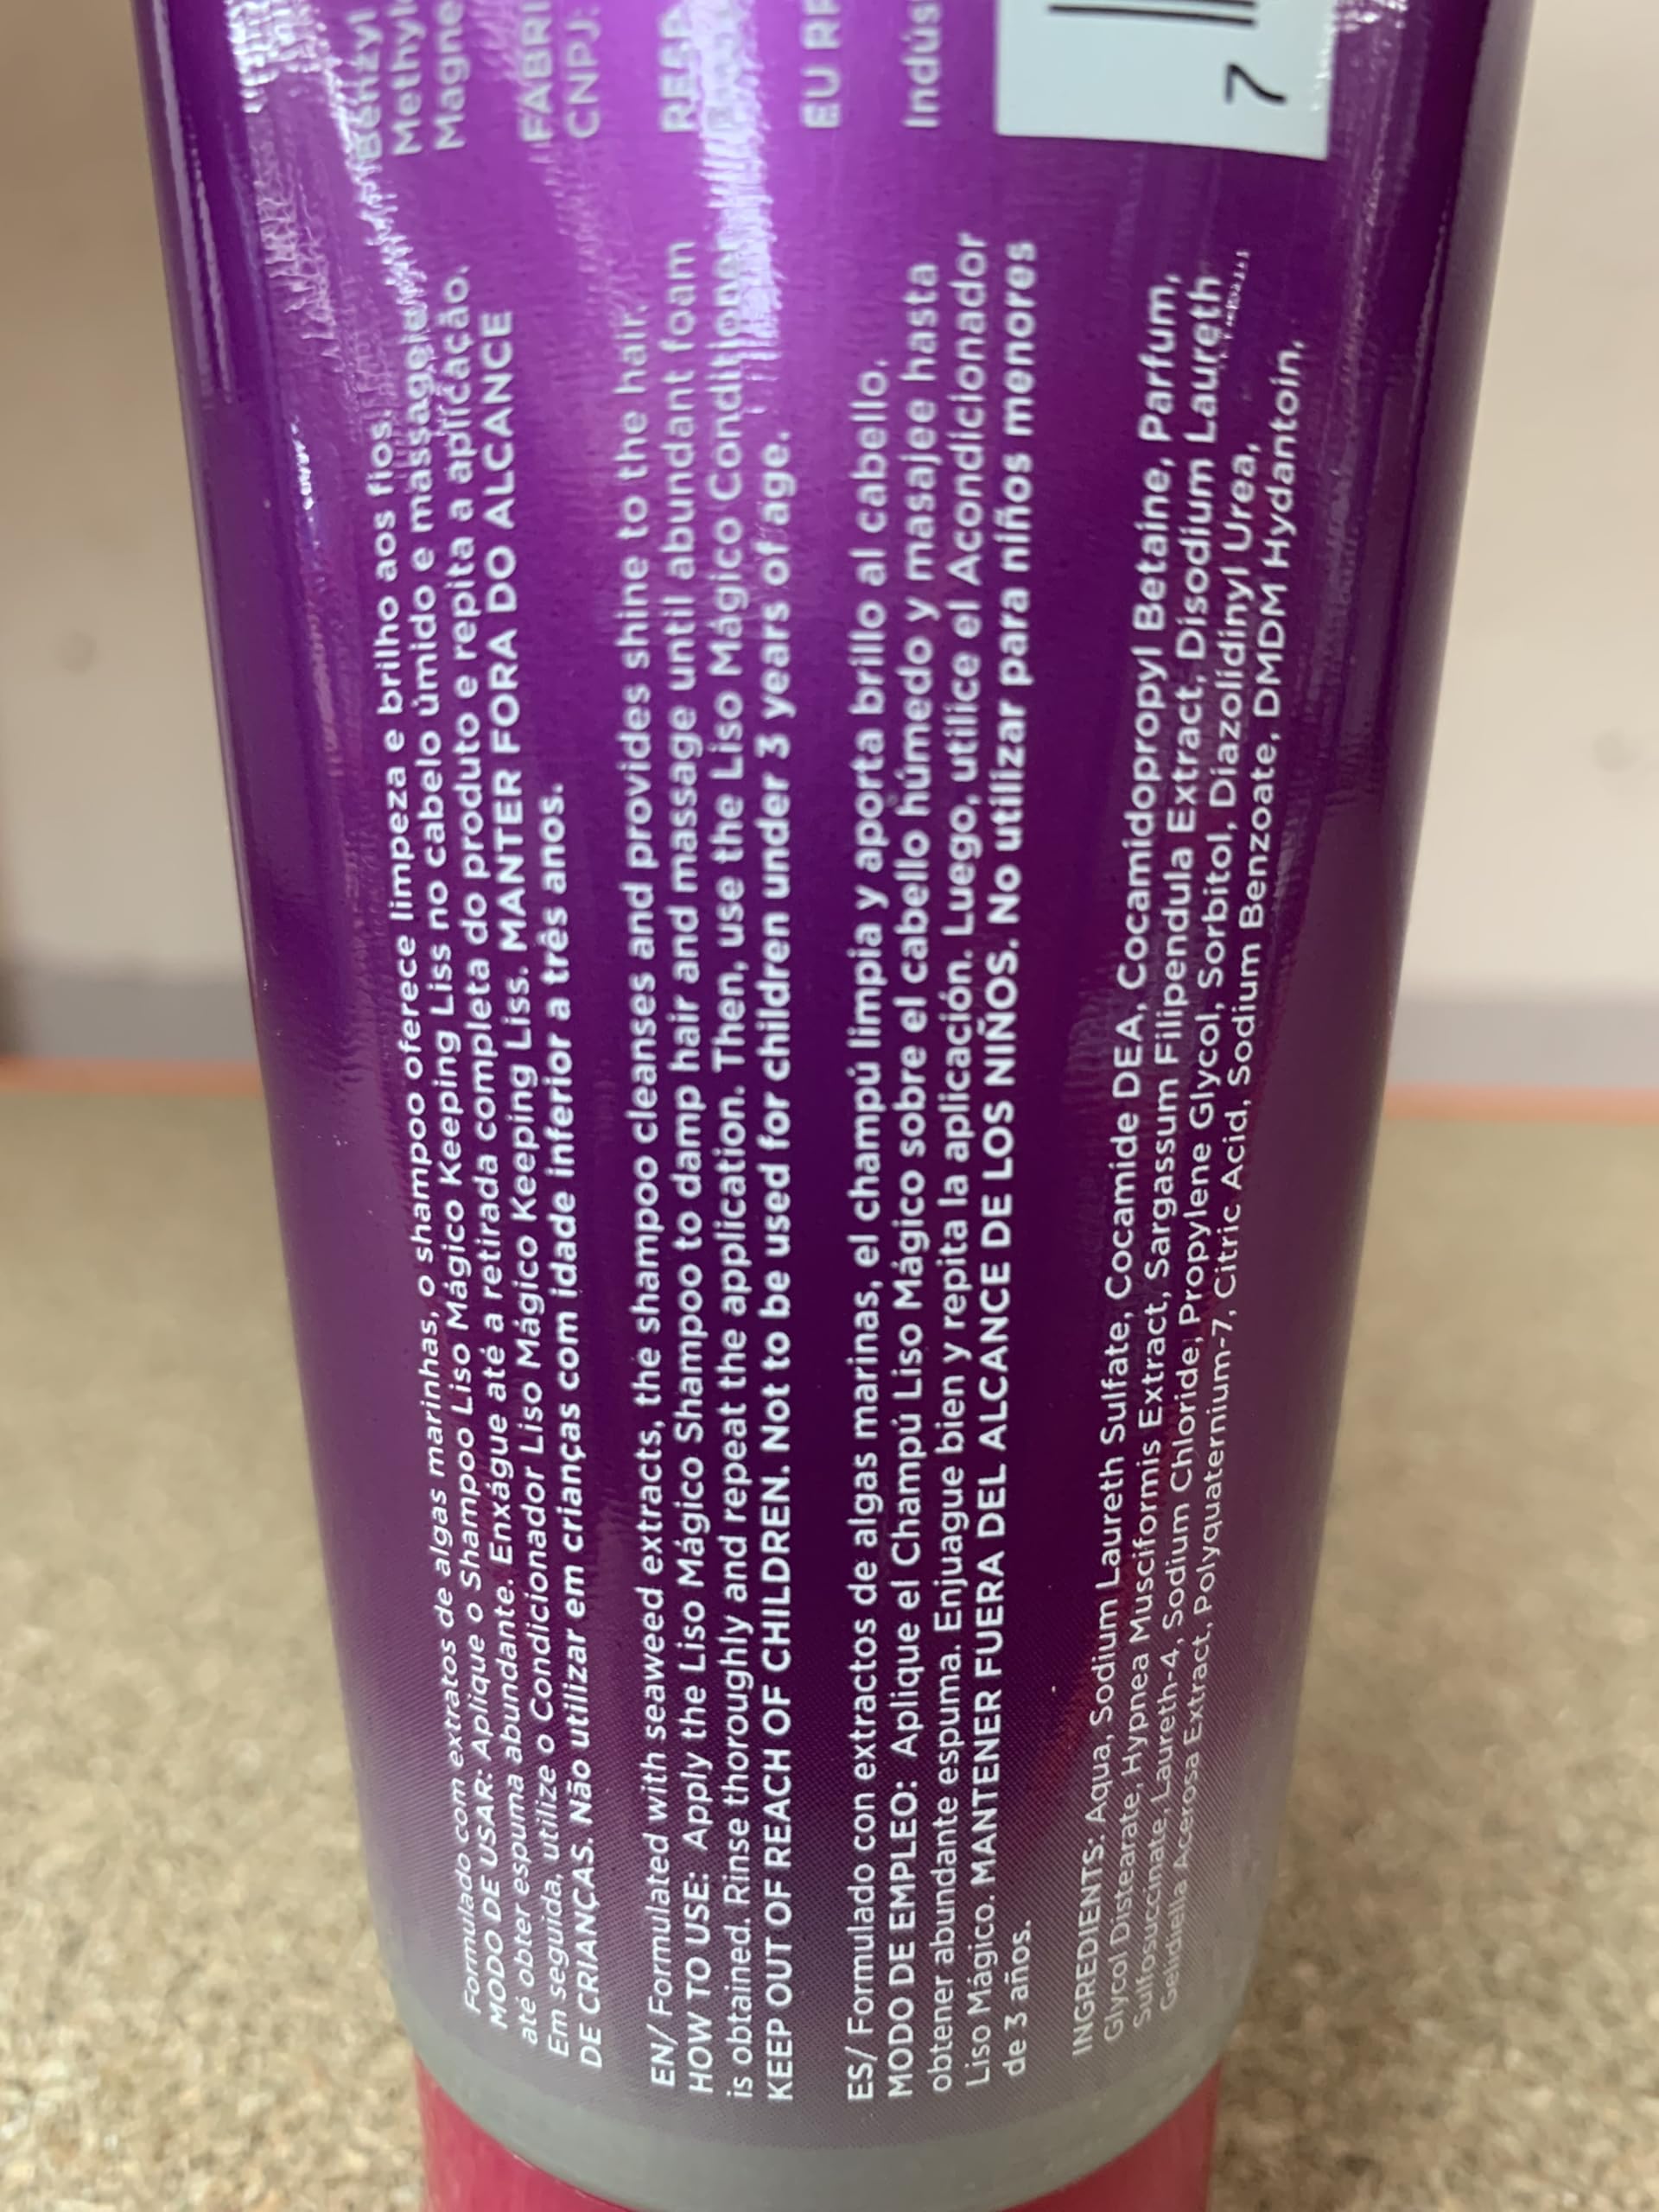 Formulado com extratos de algas marinhas, o shampoo oferece limpeza e brilho aos fios.
MODO DE USAR: Aplique o Shampoo Liso Mágico Keeping Liss no cabelo úmido e massageie
até obter espuma abundante. Enxágue até a retirada completa do produto e repita a aplicação.
Em seguida, utilize o Condicionador Liso Mágico Keeping Liss. MANTER FORA DO ALCANCE
DE CRIANÇAS. Não utilizar em crianças com idade inferior a três anos.
EN/ Formulated with seaweed extracts, the shampoo cleanses and provides shine to the hair.
HOW TO USE: Apply the Liso Mágico Shampoo to damp hair and massage until abundant foam
is obtained. Rinse thoroughly and repeat the application. Then, use the Liso Mágico Conditioner
KEEP OUT OF REACH OF CHILDREN. Not to be used for children under 3 years of age.
ES/ Formulado con extractos de algas marinas, el champú limpia y aporta brillo al cabello.
MODO DE EMPLEO: Aplique el Champú Liso Mágico sobre el cabello húmedo y masajee hasta
obtener abundante espuma. Enjuague bien y repita la aplicación. Luego, utilice el Acondicionador
Liso Mágico. MANTENER FUERA DEL ALCANCE DE LOS NIÑOS. No utilizar para niños menores
de 3 años.
INGREDIENTS: Aqua, Sodium Laureth Sulfate, Cocamide DEA, Cocamidopropyl Betaine, Parfum,
Glycol Distearate, Hypnea Musciformis Extract, Sargassum Filipendula Extract, Disodium Laureth
Sulfosuccinate, Laureth-4, Sodium Chloride, Propylene Glycol, Sorbitol, Diazolidinyl Urea,
Gelidiella Acerosa Extract, Polyquaternium-7, Citric Acid, Sodium Benzoate, DMDM Hydantoin,
Benzyl
Methyl
Magne
FABRI
CNPJ:
RESP
EU RP
Indús
7